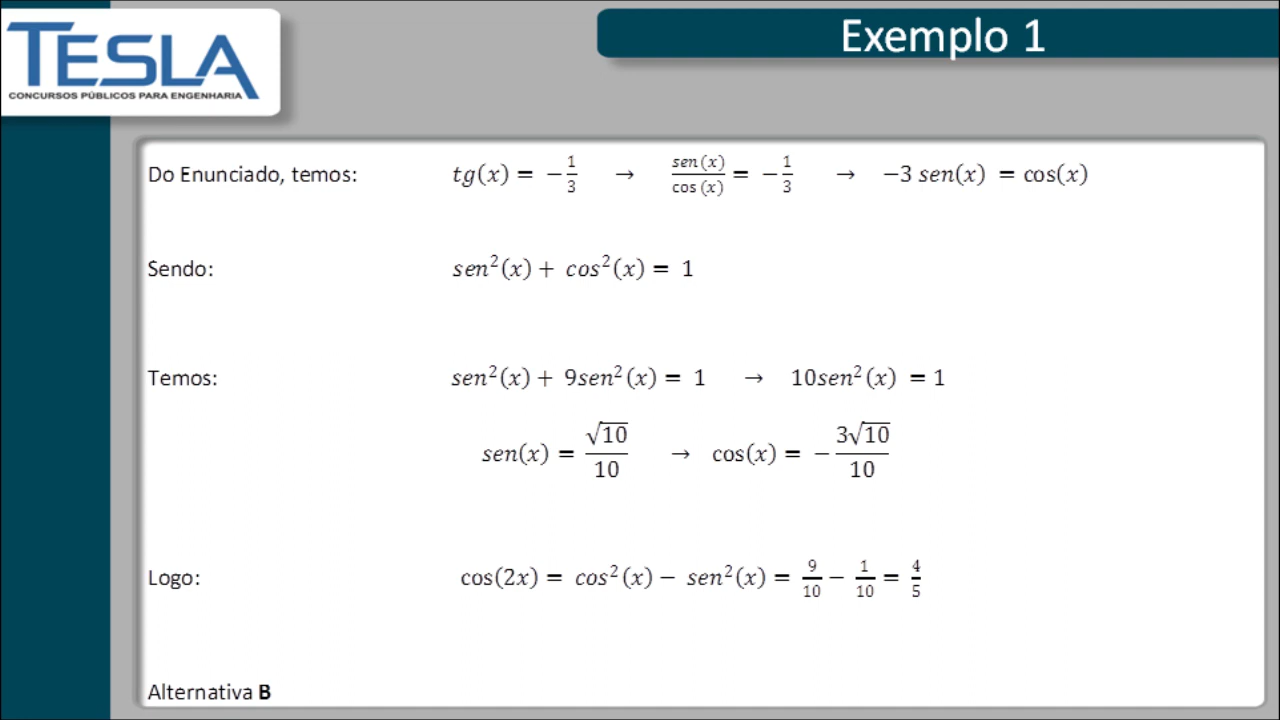 TESLA
CONCURSOS PÚBLICOS PARA ENGENHARIA
Exemplo 1
Do Enunciado, temos: tg(x) = −1/3 → sen(x)/cos(x) = −1/3 → −3 sen(x) = cos(x)
Sendo: sen²(x) + cos²(x) = 1
Temos: sen²(x) + 9sen²(x) = 1 → 10sen²(x) = 1
sen(x) = √10/10 → cos(x) = −3√10/10
Logo: cos(2x) = cos²(x) − sen²(x) = 9/10 − 1/10 = 4/5
Alternativa B